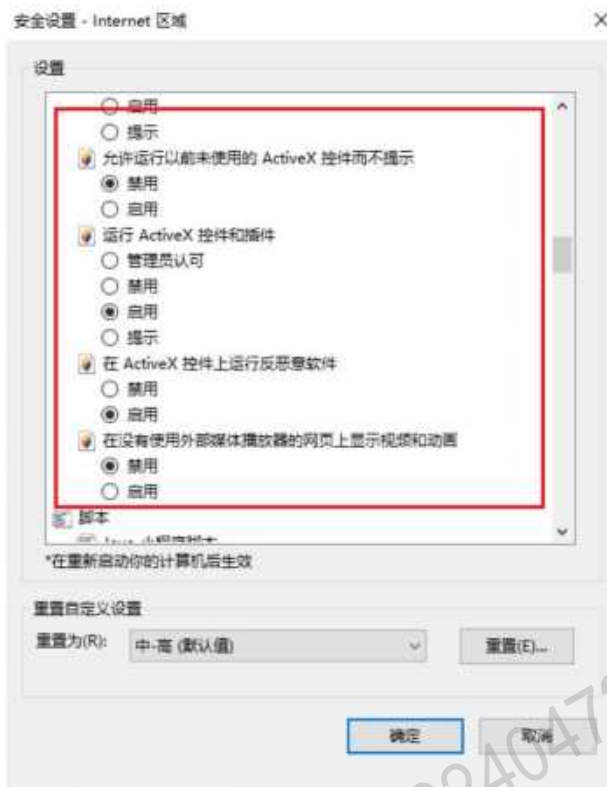 安全设置 - Internet 区域
设置
启用
提示
允许运行以前未使用的 ActiveX 控件而不提示
禁用
启用
运行 ActiveX 控件和插件
管理员认可
禁用
启用
提示
在 ActiveX 控件上运行反恶意软件
禁用
启用
在没有使用外部媒体播放器的网页上显示视频和动画
禁用
启用
脚本
Java 小程序脚本
*在重新启动你的计算机后生效
重置自定义设置
重置为(R):
中-高 (默认值)
重置(E)...
确定
取消